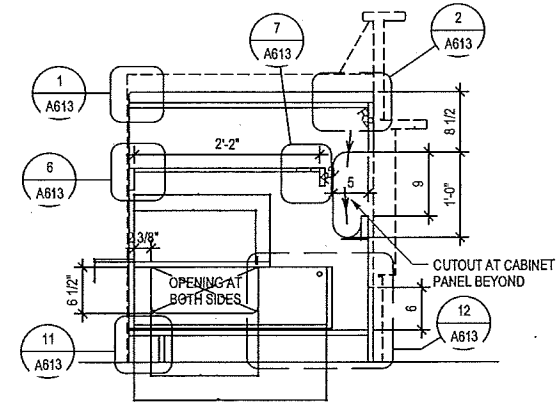 2
A613
7
A613
1
A613
8 1/2
2'-2"
6
A613
5
9
1'-0"
3/8"
CUTOUT AT CABINET
PANEL BEYOND
OPENING AT
BOTH SIDES
6 1/2"
6
12
A613
11
A613